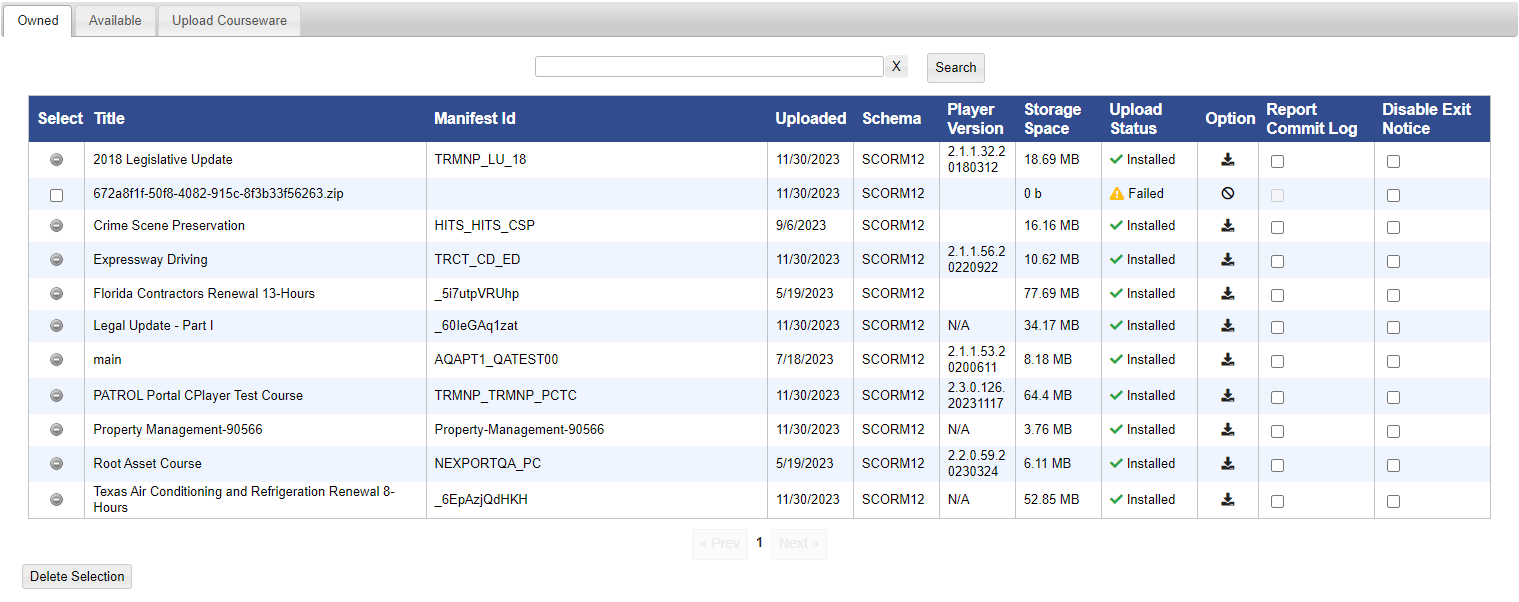 Owned Available Upload Courseware
X Search
Select Title Manifest Id Uploaded Schema Player Version Storage Space Upload Status Option Report Commit Log Disable Exit Notice
2018 Legislative Update TRMNP_LU_18 11/30/2023 SCORM12 2.1.1.32.20180312 18.69 MB Installed
672a8f1f-50f8-4082-915c-8f3b33f56263.zip 11/30/2023 SCORM12 0 b Failed
Crime Scene Preservation HITS_HITS_CSP 9/6/2023 SCORM12 16.16 MB Installed
Expressway Driving TRCT_CD_ED 11/30/2023 SCORM12 2.1.1.56.20220922 10.62 MB Installed
Florida Contractors Renewal 13-Hours _5i7utpVRUhp 5/19/2023 SCORM12 77.69 MB Installed
Legal Update - Part I _60IeGAq1zat 11/30/2023 SCORM12 N/A 34.17 MB Installed
main AQAPT1_QATEST00 7/18/2023 SCORM12 2.1.1.53.20200611 8.18 MB Installed
PATROL Portal CPlayer Test Course TRMNP_TRMNP_PCTC 11/30/2023 SCORM12 2.3.0.126.20231117 64.4 MB Installed
Property Management-90566 Property-Management-90566 11/30/2023 SCORM12 N/A 3.76 MB Installed
Root Asset Course NEXPORTQA_PC 5/19/2023 SCORM12 2.2.0.59.20230324 6.11 MB Installed
Texas Air Conditioning and Refrigeration Renewal 8-Hours _6EpAzjQdHKH 11/30/2023 SCORM12 N/A 52.85 MB Installed
« Prev 1 Next »
Delete Selection